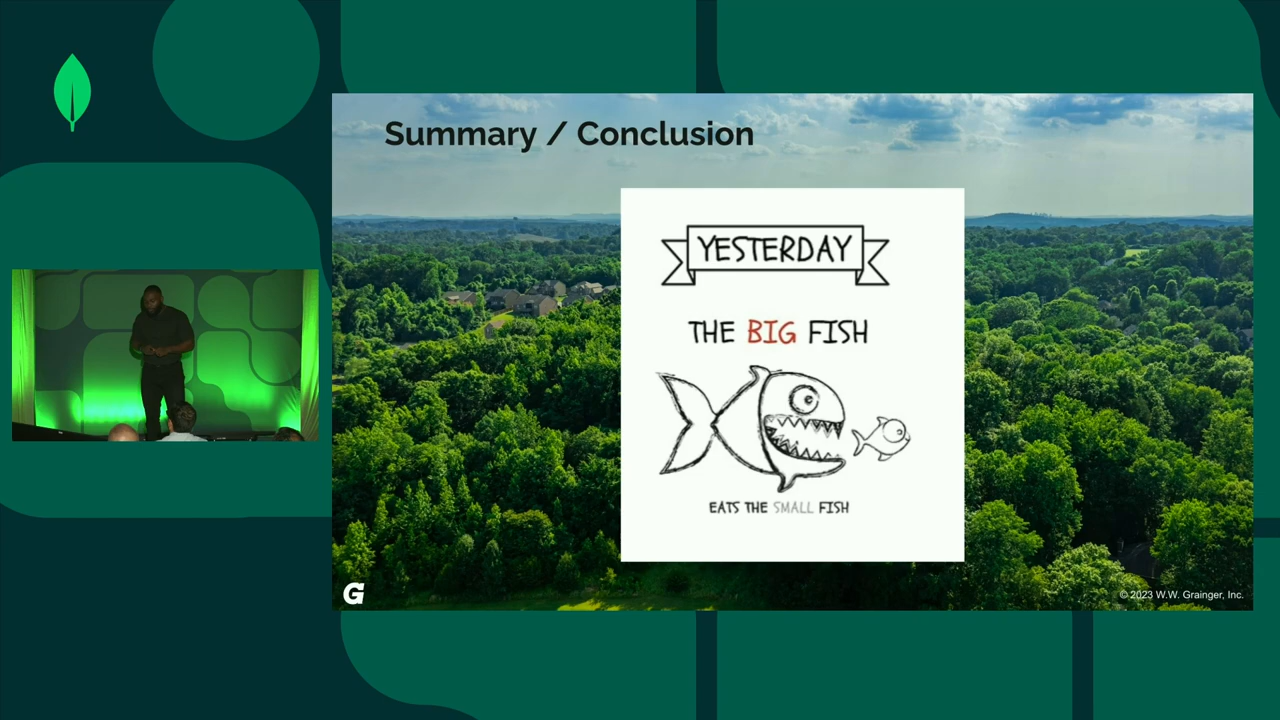 Summary / Conclusion
YESTERDAY
THE BIG FISH
EATS THE SMALL FISH
G
© 2023 W.W. Grainger, Inc.